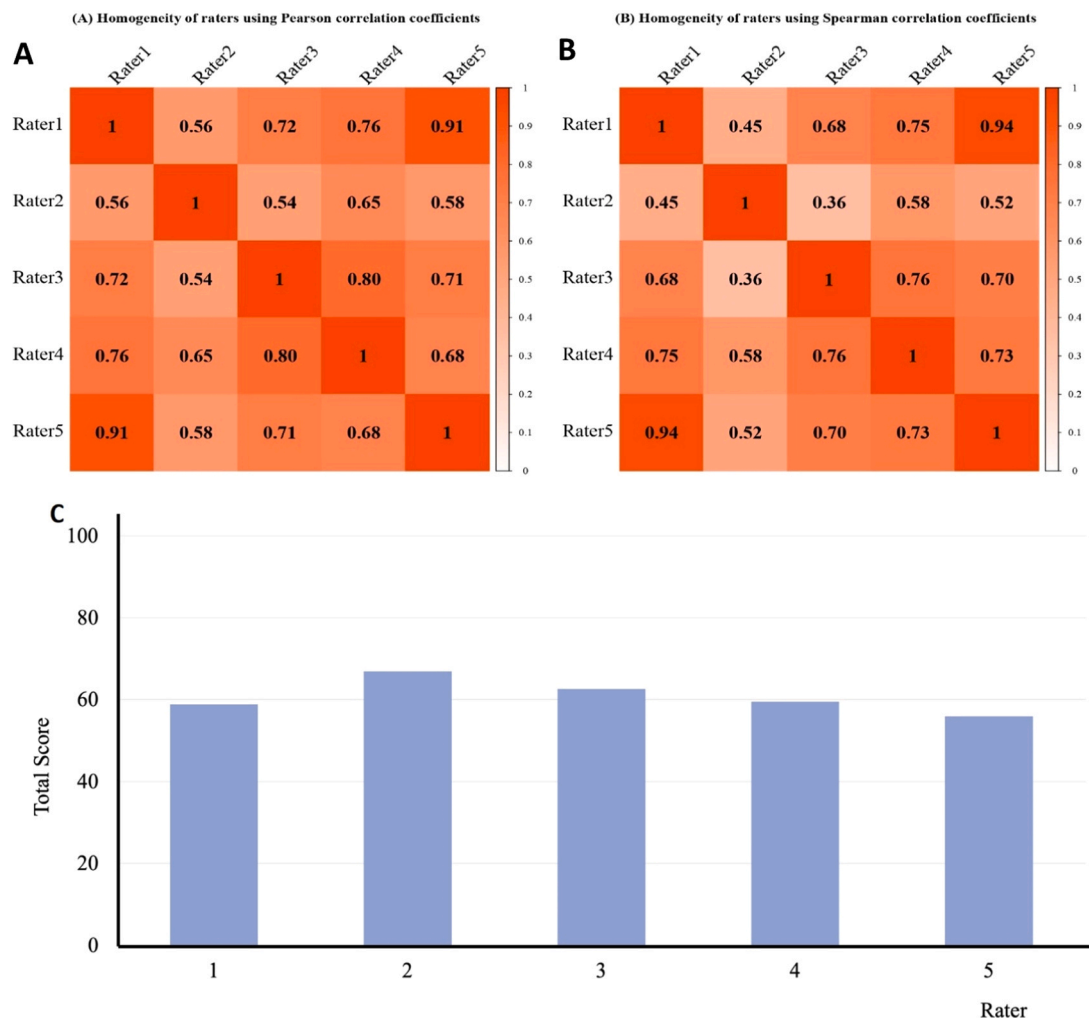 (A) Homogeneity of raters using Pearson correlation coefficients
A
Rater1 Rater2 Rater3 Rater4 Rater5
Rater1 1 0.56 0.72 0.76 0.91
Rater2 0.56 1 0.54 0.65 0.58
Rater3 0.72 0.54 1 0.80 0.71
Rater4 0.76 0.65 0.80 1 0.68
Rater5 0.91 0.58 0.71 0.68 1
1
0.9
0.8
0.7
0.6
0.5
0.4
0.3
0.2
0.1
0
(B) Homogeneity of raters using Spearman correlation coefficients
B
Rater1 Rater2 Rater3 Rater4 Rater5
Rater1 1 0.45 0.68 0.75 0.94
Rater2 0.45 1 0.36 0.58 0.52
Rater3 0.68 0.36 1 0.76 0.70
Rater4 0.75 0.58 0.76 1 0.73
Rater5 0.94 0.52 0.70 0.73 1
1
0.9
0.8
0.7
0.6
0.5
0.4
0.3
0.2
0.1
0
C
Total Score
100
80
60
40
20
0
1 2 3 4 5
Rater